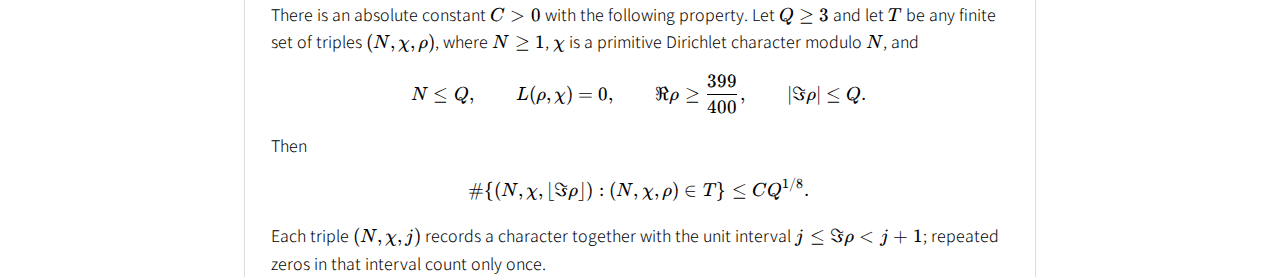 There is an absolute constant C > 0 with the following property. Let Q ≥ 3 and let T be any finite
set of triples (N, χ, ρ), where N ≥ 1, χ is a primitive Dirichlet character modulo N, and
N ≤ Q, L(ρ, χ) = 0, ℜρ ≥ 399/400, |ℑρ| ≤ Q.
Then
#{(N, χ, ⌊ℑρ⌋) : (N, χ, ρ) ∈ T} ≤ CQ^{1/8}.
Each triple (N, χ, j) records a character together with the unit interval j ≤ ℑρ < j + 1; repeated
zeros in that interval count only once.